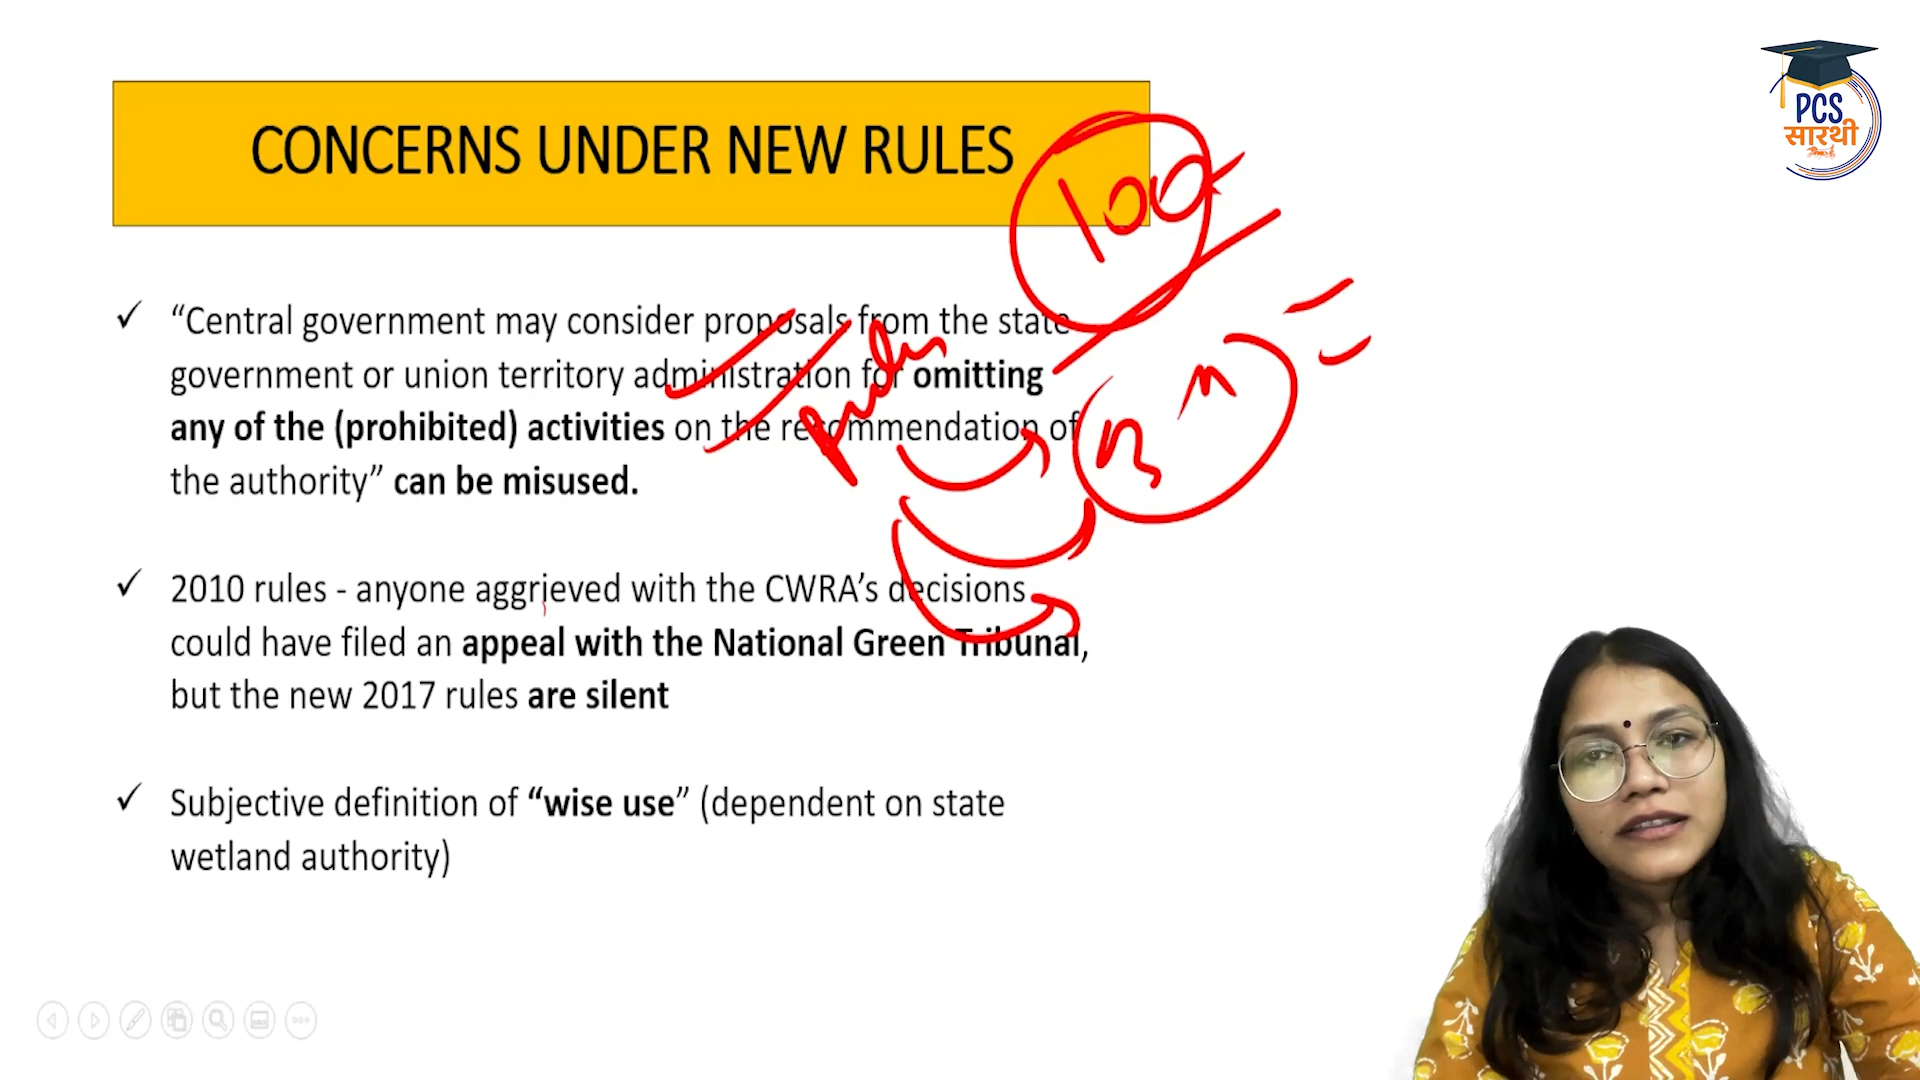 CONCERNS UNDER NEW RULES
100
PCS
सारथी
✓ “Central government may consider proposals from the state
government or union territory administration for omitting
any of the (prohibited) activities on the recommendation of
the authority” can be misused.
✓ 2010 rules - anyone aggrieved with the CWRA’s decisions
could have filed an appeal with the National Green Tribunal,
but the new 2017 rules are silent
✓ Subjective definition of “wise use” (dependent on state
wetland authority)